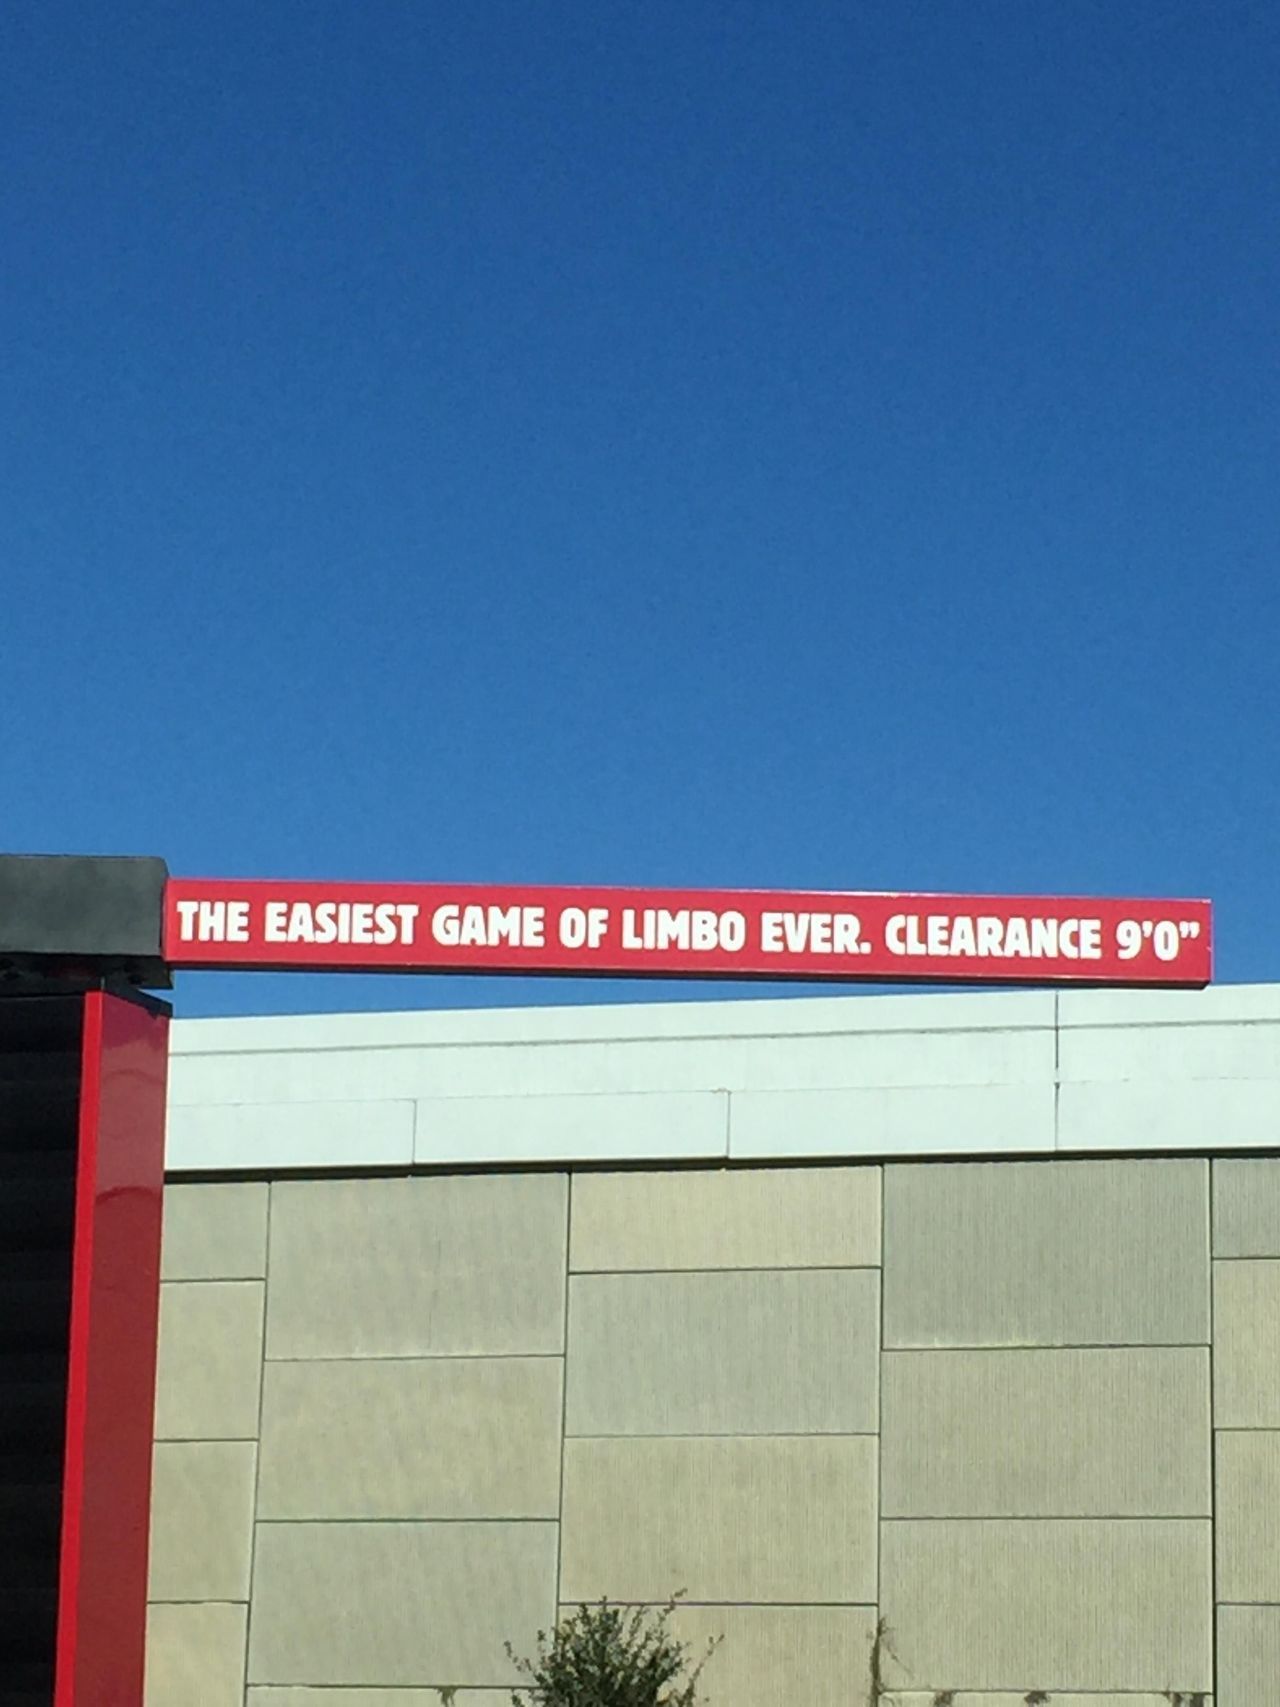 THE EASIEST GAME OF LIMBO EVER. CLEARANCE 9'0”